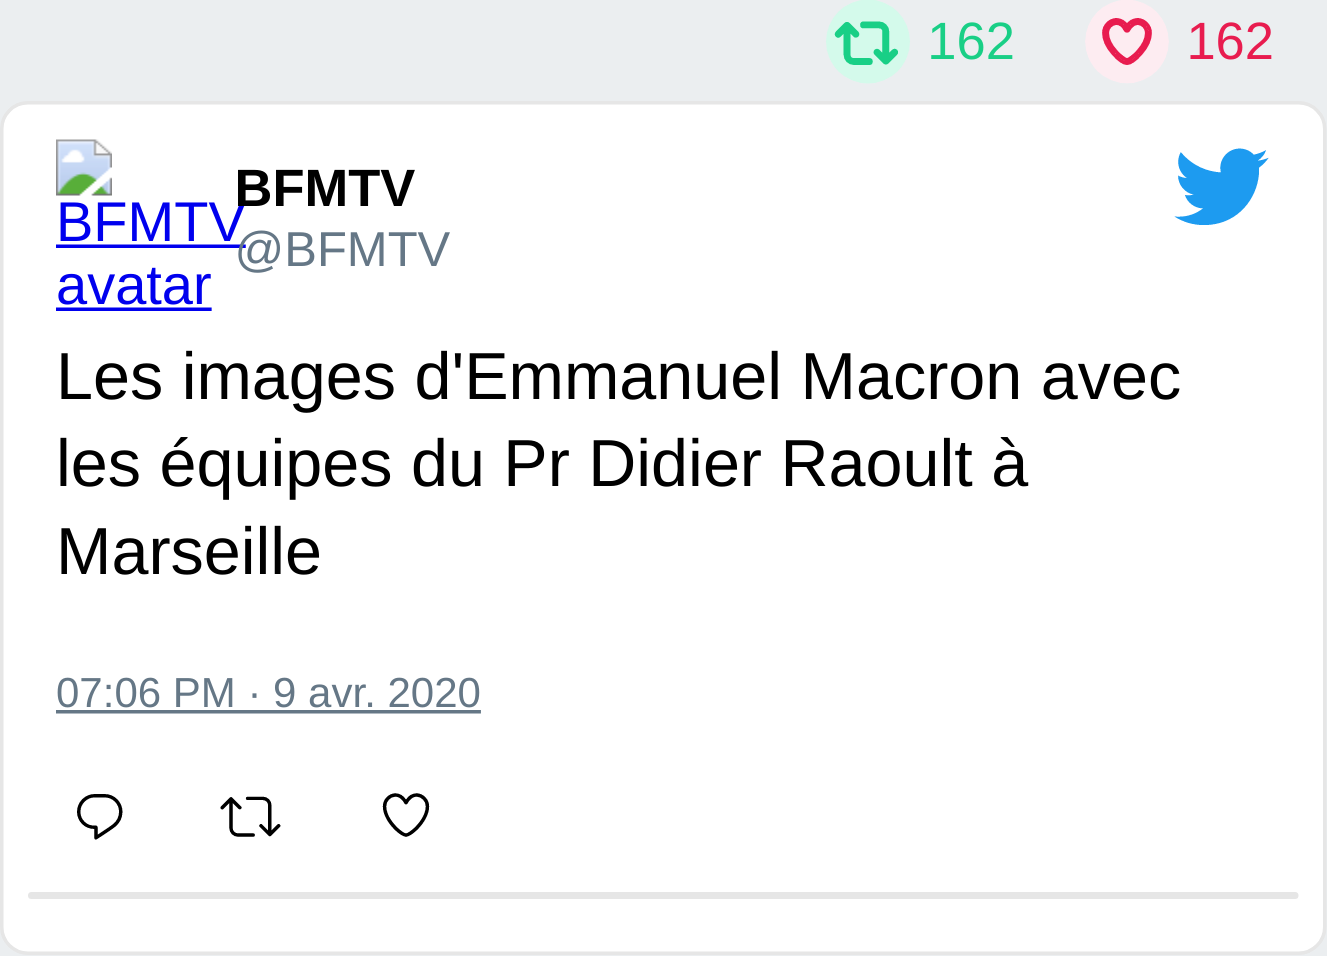 162 162
BFMTV avatar
BFMTV
@BFMTV
Les images d'Emmanuel Macron avec
les équipes du Pr Didier Raoult à
Marseille
07:06 PM · 9 avr. 2020